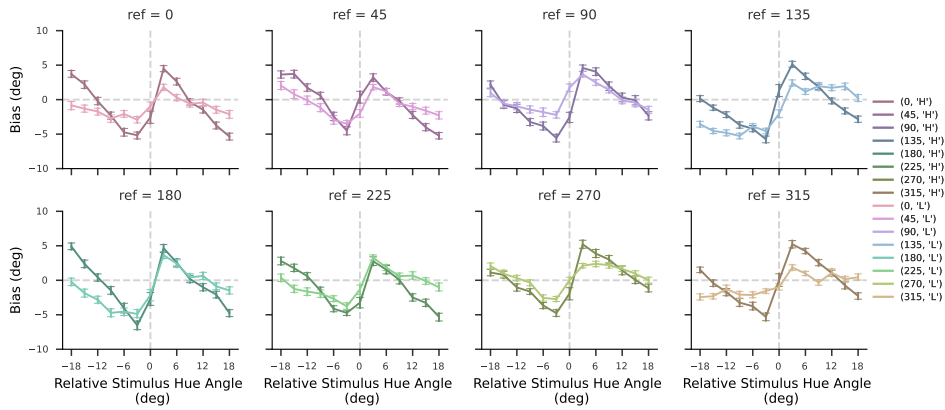 ref = 0
ref = 45
ref = 90
ref = 135
10
5
0
−5
−10
Bias (deg)
ref = 180
ref = 225
ref = 270
ref = 315
10
5
0
−5
−10
Bias (deg)
−18 −12 −6 0 6 12 18
−18 −12 −6 0 6 12 18
−18 −12 −6 0 6 12 18
−18 −12 −6 0 6 12 18
Relative Stimulus Hue Angle
(deg)
Relative Stimulus Hue Angle
(deg)
Relative Stimulus Hue Angle
(deg)
Relative Stimulus Hue Angle
(deg)
(0, 'H')
(45, 'H')
(90, 'H')
(135, 'H')
(180, 'H')
(225, 'H')
(270, 'H')
(315, 'H')
(0, 'L')
(45, 'L')
(90, 'L')
(135, 'L')
(180, 'L')
(225, 'L')
(270, 'L')
(315, 'L')